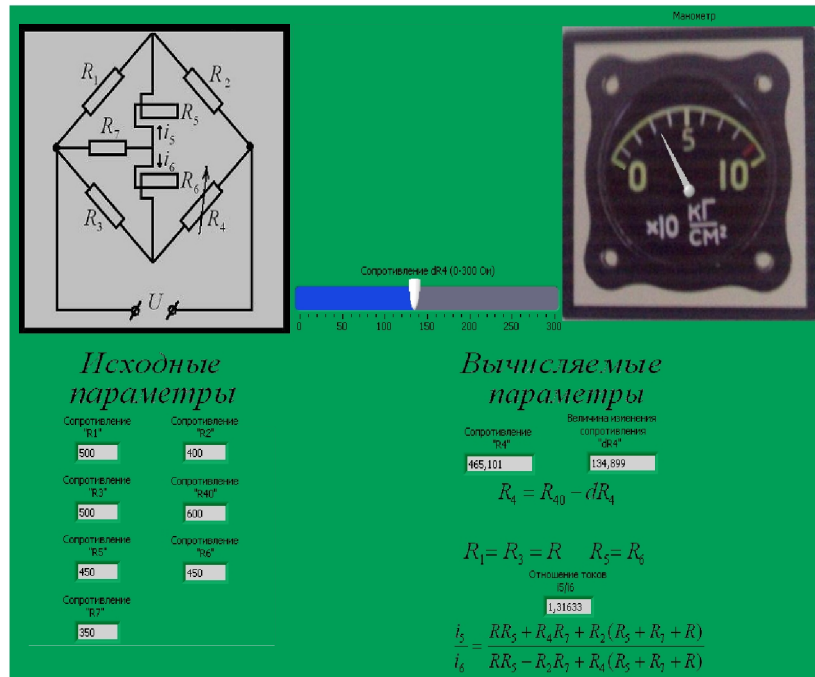 Манометр
R₁
R₂
R₅
R₇
i₅
i₆
R₆
R₃
R₄
U
0
5
10
×10 КГ/СМ²
Сопротивление dR4 (0-300 Ом)
0 50 100 150 200 250 300
Исходные
параметры
Сопротивление
"R1"
500
Сопротивление
"R2"
400
Сопротивление
"R3"
500
Сопротивление
"R40"
600
Сопротивление
"R5"
450
Сопротивление
"R6"
450
Сопротивление
"R7"
350
Вычисляемые
параметры
Сопротивление
"R4"
465,101
Величина изменения
сопротивления
"dR4"
134,899
R₄ = R₄₀ − dR₄
R₁= R₃ = R R₅= R₆
Отношение токов
i5/i6
1,31633
i₅/i₆ = (RR₅ + R₄R₇ + R₂(R₅ + R₇ + R))/(RR₅ − R₂R₇ + R₄(R₅ + R₇ + R))